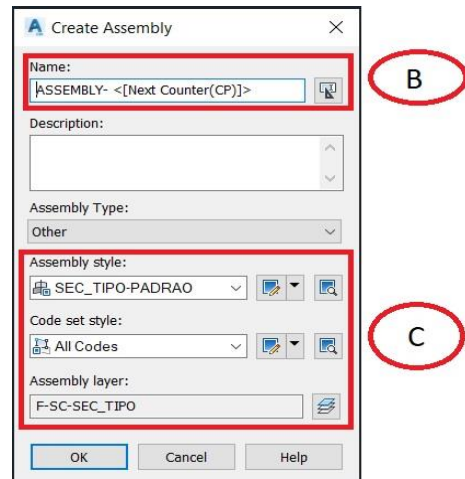 Create Assembly
Name:
ASSEMBLY- <[Next Counter(CP)]>
B
Description:
Assembly Type:
Other
Assembly style:
SEC_TIPO-PADRAO
Code set style:
All Codes
C
Assembly layer:
F-SC-SEC_TIPO
OK Cancel Help